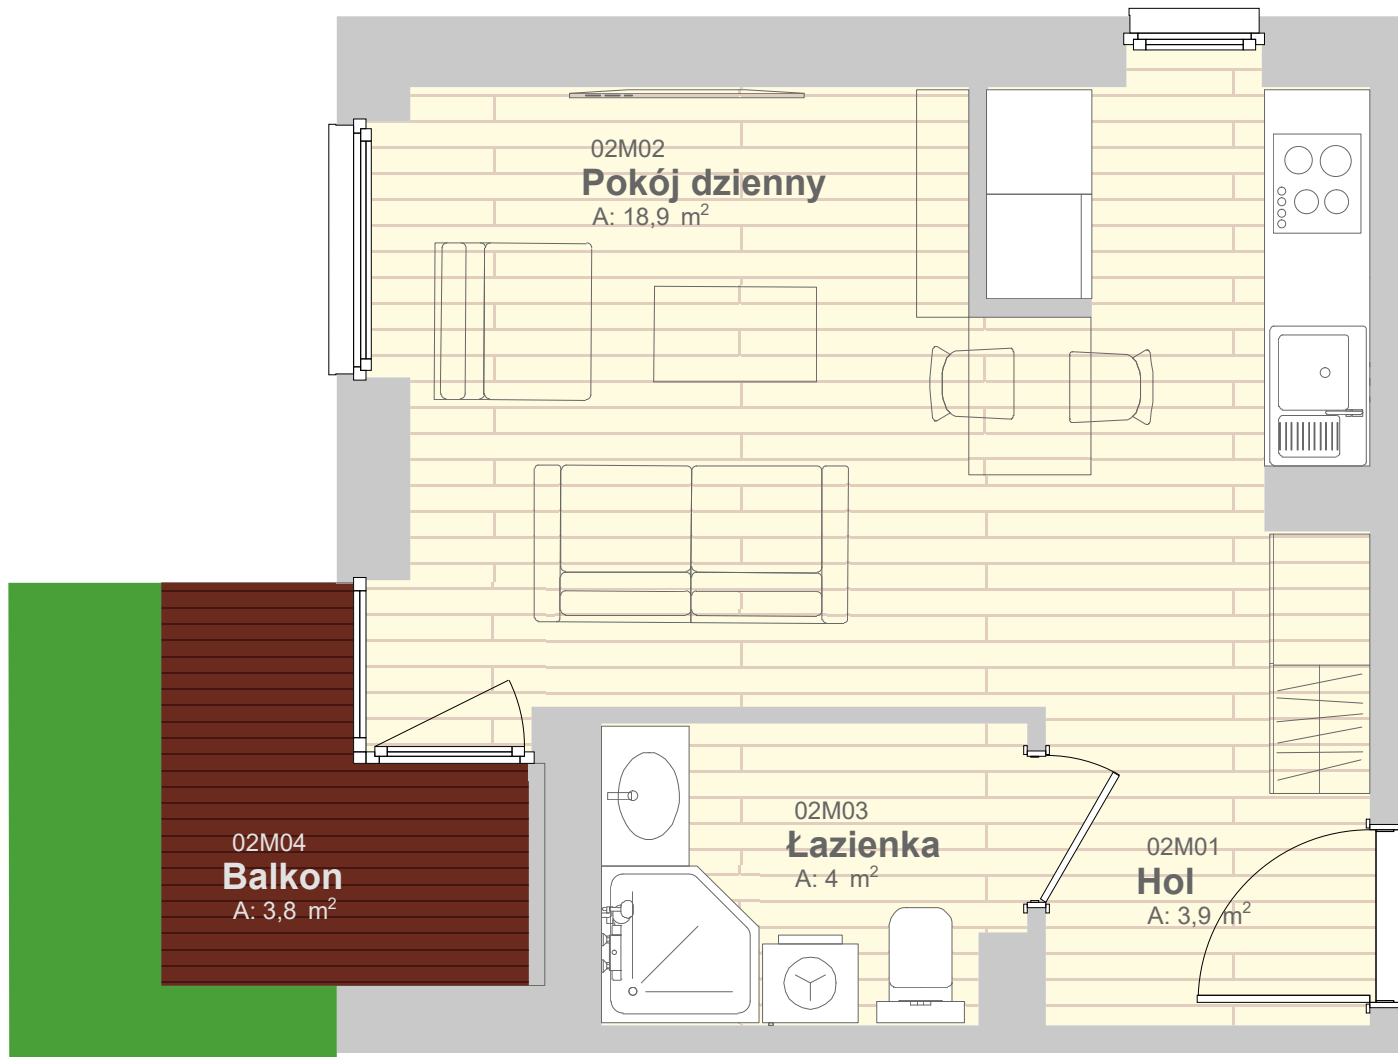 02M02
Pokój dzienny
A: 18,9 m²
02M03
Łazienka
A: 4 m²
02M04
Balkon
A: 3,8 m²
02M01
Hol
A: 3,9 m²